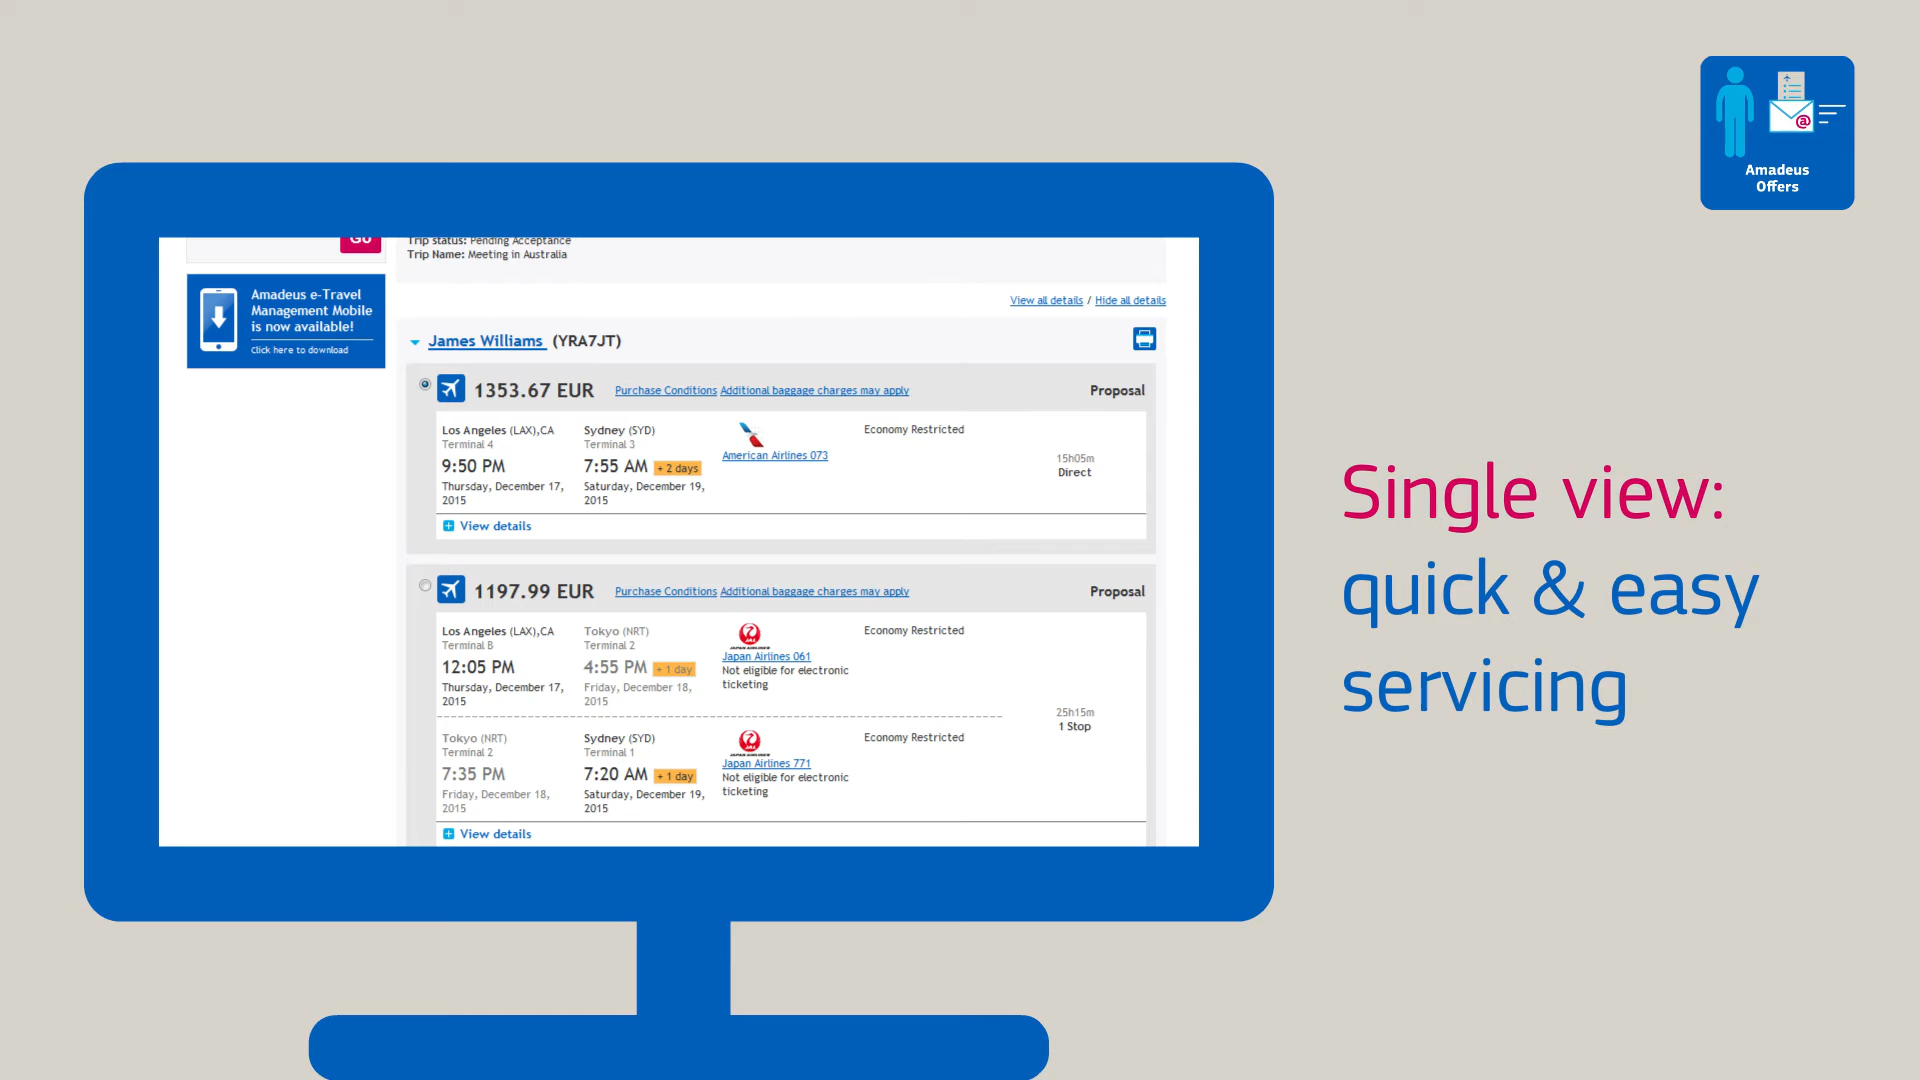 Amadeus
Offers
Go
Trip status: Pending Acceptance
Trip Name: Meeting in Australia
Amadeus e-Travel
Management Mobile
is now available!
Click here to download
View all details / Hide all details
James Williams (YRA7JT)
1353.67 EUR Purchase Conditions Additional baggage charges may apply Proposal
Los Angeles (LAX),CA Sydney (SYD) Economy Restricted
Terminal 4 Terminal 3
American Airlines 073
9:50 PM 7:55 AM + 2 days
15h05m
Direct
Thursday, December 17, Saturday, December 19,
2015 2015
View details
1197.99 EUR Purchase Conditions Additional baggage charges may apply Proposal
Los Angeles (LAX),CA Tokyo (NRT) Economy Restricted
Terminal B Terminal 2
JAPAN AIRLINES
Japan Airlines 061
12:05 PM 4:55 PM + 1 day Not eligible for electronic
ticketing
Thursday, December 17, Friday, December 18,
2015 2015
25h15m
1 Stop
Tokyo (NRT) Sydney (SYD) Economy Restricted
Terminal 2 Terminal 1
JAPAN AIRLINES
Japan Airlines 771
7:35 PM 7:20 AM + 1 day Not eligible for electronic
ticketing
Friday, December 18, Saturday, December 19,
2015 2015
View details
Single view:
quick & easy
servicing